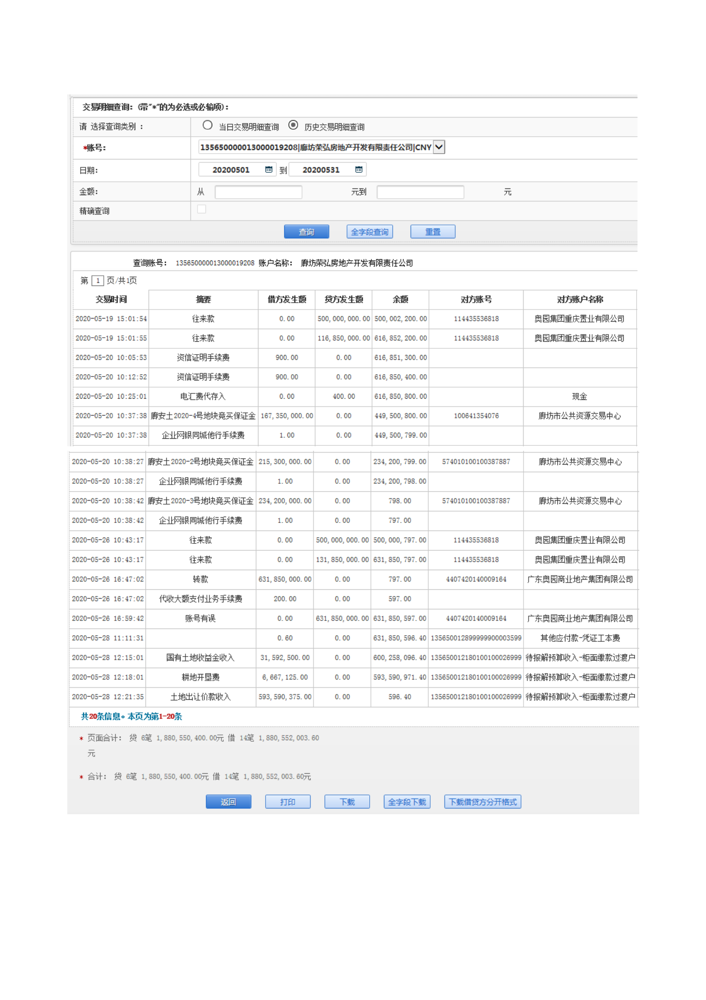 交易明细查询：（带"*"的为必选或必输项）：
请 选择查询类别 ： 当日交易明细查询 历史交易明细查询
*账号： 135650000013000019208|廊坊荣弘房地产开发有限责任公司|CNY
日期： 20200501 到 20200531
金额： 从 元到 元
精确查询
查询 全字段查询 重置
查询账号： 135650000013000019208 账户名称： 廊坊荣弘房地产开发有限责任公司
第 1 页/共1页
交易时间 摘要 借方发生额 贷方发生额 余额 对方账号 对方账户名称
2020-05-19 15:01:54 往来款 0.00 500,000,000.00 500,002,200.00 114435536818 奥园集团重庆置业有限公司
2020-05-19 15:01:55 往来款 0.00 116,850,000.00 616,852,200.00 114435536818 奥园集团重庆置业有限公司
2020-05-20 10:05:53 资信证明手续费 900.00 0.00 616,851,300.00
2020-05-20 10:12:52 资信证明手续费 900.00 0.00 616,850,400.00
2020-05-20 10:25:01 电汇费代存入 0.00 400.00 616,850,800.00 现金
2020-05-20 10:37:38 廊安土2020-4号地块竞买保证金 167,350,000.00 0.00 449,500,800.00 100641354076 廊坊市公共资源交易中心
2020-05-20 10:37:38 企业网银同城他行手续费 1.00 0.00 449,500,799.00
2020-05-20 10:38:27 廊安土2020-2号地块竞买保证金 215,300,000.00 0.00 234,200,799.00 574010100100387887 廊坊市公共资源交易中心
2020-05-20 10:38:27 企业网银同城他行手续费 1.00 0.00 234,200,798.00
2020-05-20 10:38:42 廊安土2020-3号地块竞买保证金 234,200,000.00 0.00 798.00 574010100100387887 廊坊市公共资源交易中心
2020-05-20 10:38:42 企业网银同城他行手续费 1.00 0.00 797.00
2020-05-26 10:43:17 往来款 0.00 500,000,000.00 500,000,797.00 114435536818 奥园集团重庆置业有限公司
2020-05-26 10:43:17 往来款 0.00 131,850,000.00 631,850,797.00 114435536818 奥园集团重庆置业有限公司
2020-05-26 16:47:02 转款 631,850,000.00 0.00 797.00 4407420140009164 广东奥园商业地产集团有限公司
2020-05-26 16:47:02 代收大额支付业务手续费 200.00 0.00 597.00
2020-05-26 16:59:42 账号有误 0.00 631,850,000.00 631,850,597.00 4407420140009164 广东奥园商业地产集团有限公司
2020-05-28 11:11:31 0.60 0.00 631,850,596.40 135650012899999900003599 其他应付款-凭证工本费
2020-05-28 12:15:01 国有土地收益金收入 31,592,500.00 0.00 600,258,096.40 135650012180100100026999 待报解预算收入-柜面缴款过渡户
2020-05-28 12:18:01 耕地开垦费 6,667,125.00 0.00 593,590,971.40 135650012180100100026999 待报解预算收入-柜面缴款过渡户
2020-05-28 12:21:35 土地出让价款收入 593,590,375.00 0.00 596.40 135650012180100100026999 待报解预算收入-柜面缴款过渡户
共20条信息。本页为第1-20条
* 页面合计： 贷 6笔 1,880,550,400.00元 借 14笔 1,880,552,003.60
元
* 合计： 贷 6笔 1,880,550,400.00元 借 14笔 1,880,552,003.60元
返回 打印 下载 全字段下载 下载借贷方分开格式